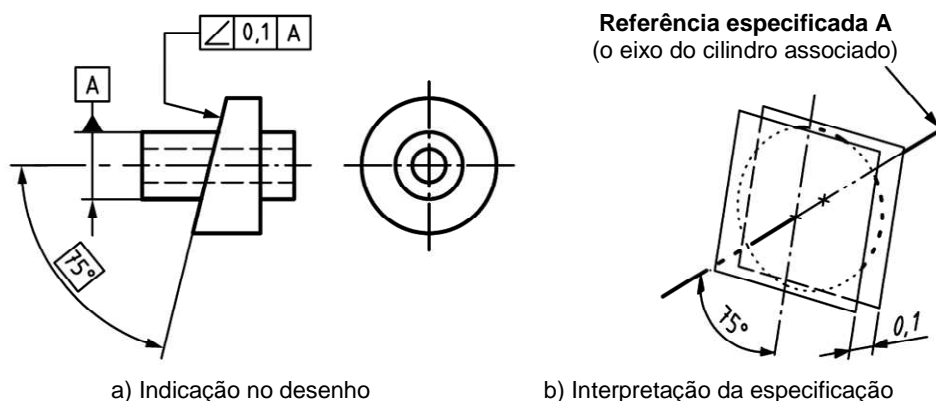 Referência especificada A
(o eixo do cilindro associado)
0,1 A
A
75°
75°
0,1
a) Indicação no desenho
b) Interpretação da especificação